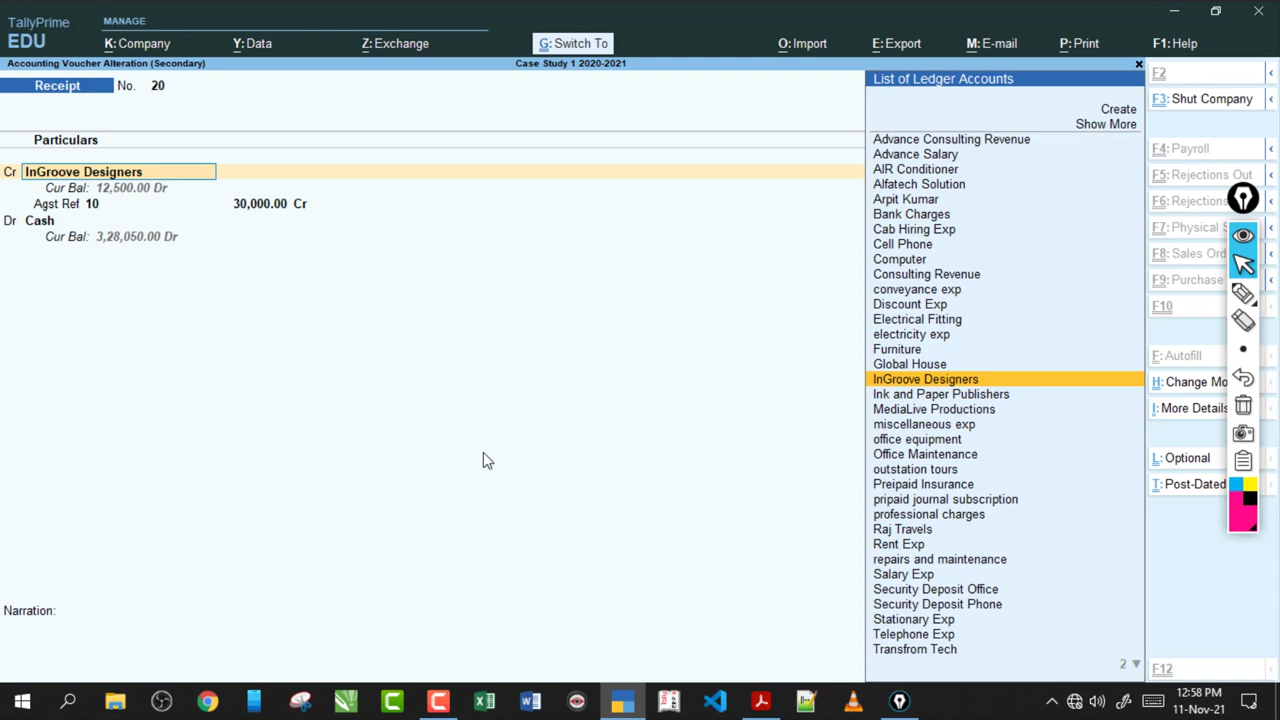 TallyPrime
EDU
MANAGE
K: Company
Y: Data
Z: Exchange
G: Switch To
O: Import
E: Export
M: E-mail
P: Print
F1: Help
Accounting Voucher Alteration (Secondary)
Case Study 1 2020-2021
Receipt No. 20
Particulars
Cr InGroove Designers
Cur Bal: 12,500.00 Dr
Agst Ref 10 30,000.00 Cr
Dr Cash
Cur Bal: 3,28,050.00 Dr
Narration:
List of Ledger Accounts
Create
Show More
Advance Consulting Revenue
Advance Salary
AIR Conditioner
Alfatech Solution
Arpit Kumar
Bank Charges
Cab Hiring Exp
Cell Phone
Computer
Consulting Revenue
conveyance exp
Discount Exp
Electrical Fitting
electricity exp
Furniture
Global House
InGroove Designers
Ink and Paper Publishers
MediaLive Productions
miscellaneous exp
office equipment
Office Maintenance
outstation tours
Preipaid Insurance
pripaid journal subscription
professional charges
Raj Travels
Rent Exp
repairs and maintenance
Salary Exp
Security Deposit Office
Security Deposit Phone
Stationary Exp
Telephone Exp
Transfrom Tech
2
F2
F3: Shut Company
F4: Payroll
F5: Rejections Out
F6: Rejections
F7: Physical
F8: Sales Ord
F9: Purchase
F10
F: Autofill
H: Change Mo
I: More Details
L: Optional
T: Post-Dated
F12
12:58 PM
11-Nov-21